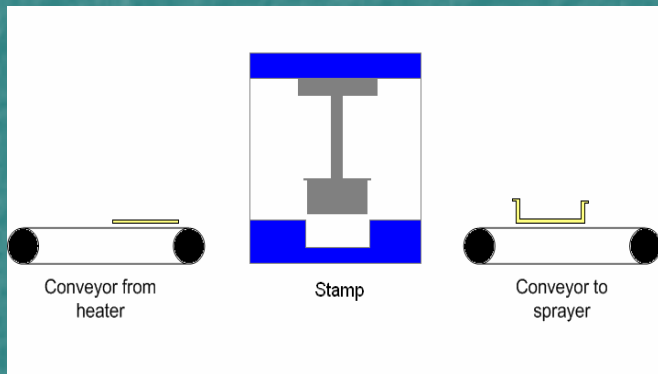 Conveyor from
heater
Stamp
Conveyor to
sprayer